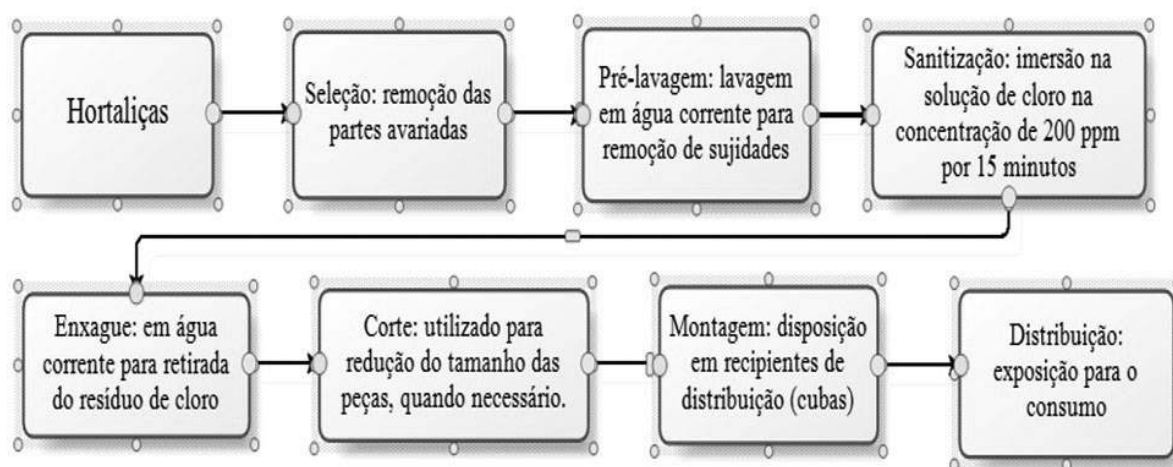 Hortaliças
Seleção: remoção das
partes avariadas
Pré-lavagem: lavagem
em água corrente para
remoção de sujidades
Sanitização: imersão na
solução de cloro na
concentração de 200 ppm
por 15 minutos
Enxague: em água
corrente para retirada
do resíduo de cloro
Corte: utilizado para
redução do tamanho das
peças, quando necessário.
Montagem: disposição
em recipientes de
distribuição (cubas)
Distribuição:
exposição para o
consumo